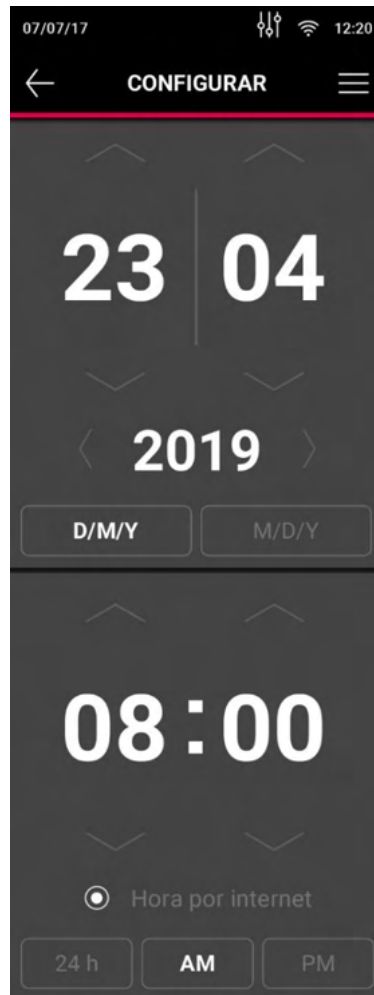 07/07/17 12:20
CONFIGURAR
23 04
2019
D/M/Y M/D/Y
08:00
Hora por internet
24 h AM PM